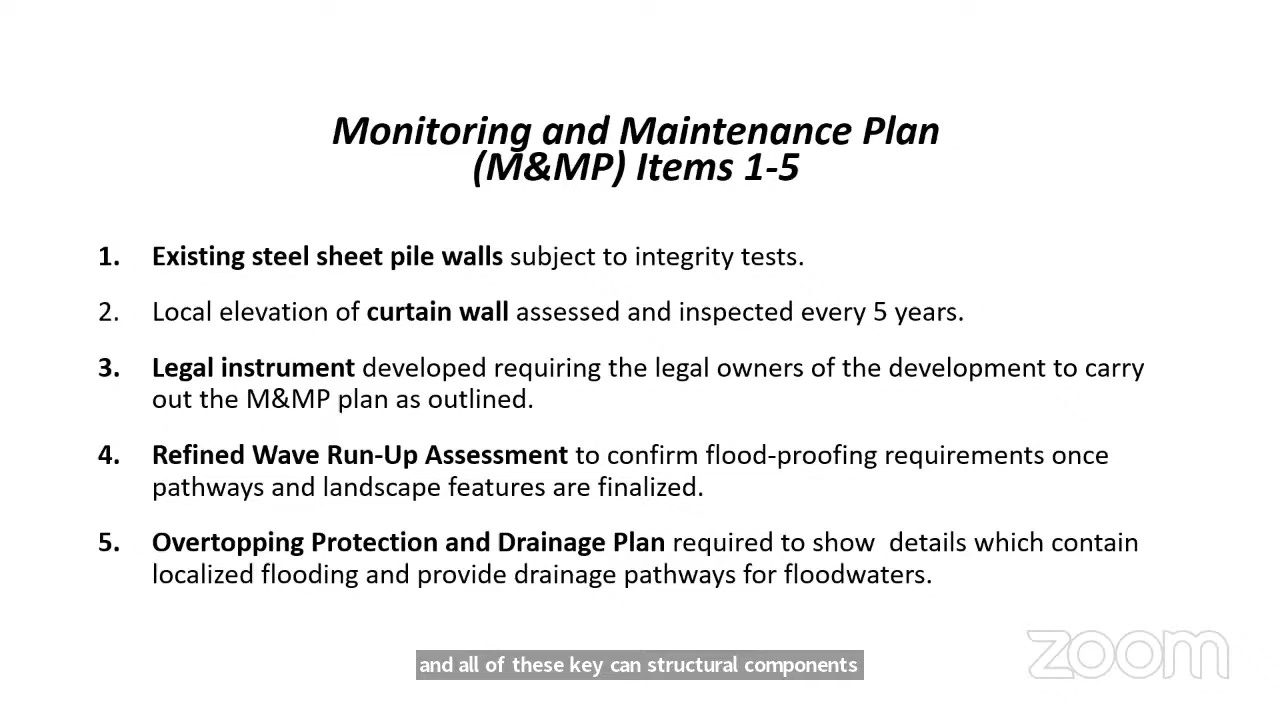 Monitoring and Maintenance Plan
(M&MP) Items 1-5
1. Existing steel sheet pile walls subject to integrity tests.
2. Local elevation of curtain wall assessed and inspected every 5 years.
3. Legal instrument developed requiring the legal owners of the development to carry
out the M&MP plan as outlined.
4. Refined Wave Run-Up Assessment to confirm flood-proofing requirements once
pathways and landscape features are finalized.
5. Overtopping Protection and Drainage Plan required to show  details which contain
localized flooding and provide drainage pathways for floodwaters.
and all of these key can structural components
zoom